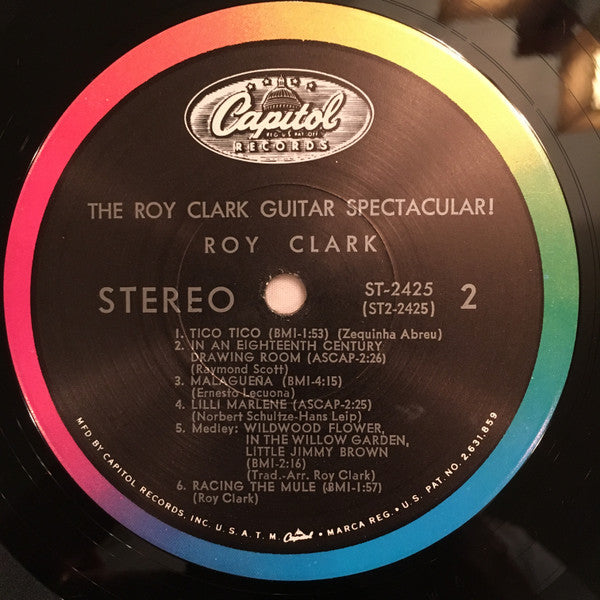 Capitol
REG. U.S. PAT. OFF.
RECORDS
THE ROY CLARK GUITAR SPECTACULAR!
ROY CLARK
STEREO
ST-2425
(ST2-2425)
2
1. TICO TICO (BMI-1:53) (Zequinha Abreu)
2. IN AN EIGHTEENTH CENTURY
DRAWING ROOM (ASCAP-2:26)
(Raymond Scott)
3. MALAGUEÑA (BMI-4:15)
(Ernesto Lecuona)
4. LILLI MARLENE (ASCAP-2:25)
(Norbert Schultze-Hans Leip)
5. Medley: WILDWOOD FLOWER,
IN THE WILLOW GARDEN,
LITTLE JIMMY BROWN
(BMI-2:16)
(Trad.-Arr. Roy Clark)
6. RACING THE MULE (BMI-1:57)
(Roy Clark)
MFD. BY CAPITOL RECORDS, INC. U.S.A. T.M. Capitol • MARCA REG. • U.S. PAT. NO. 2,631,859